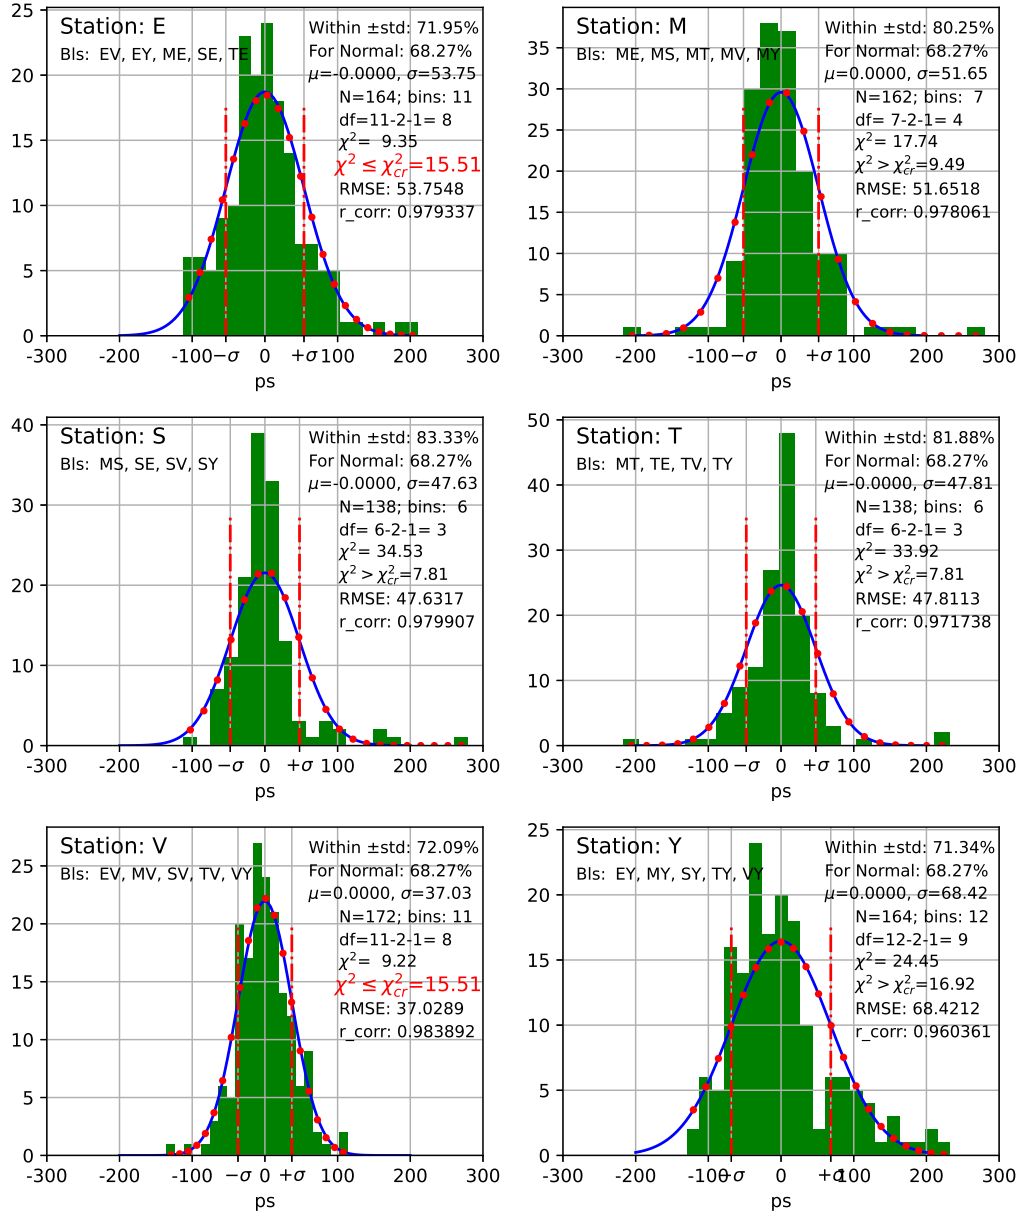 Station: E
Bls: EV, EY, ME, SE, TE
Within ±std: 71.95%
For Normal: 68.27%
μ=-0.0000, σ=53.75
N=164; bins: 11
df=11-2-1= 8
χ²= 9.35
χ² ≤ χ²cr=15.51
RMSE: 53.7548
r_corr: 0.979337
25
20
15
10
5
0
-300 -200 -100 −σ 0 +σ 100 200 300
ps
Station: M
Bls: ME, MS, MT, MV, MY
Within ±std: 80.25%
For Normal: 68.27%
μ=0.0000, σ=51.65
N=162; bins: 7
df= 7-2-1= 4
χ²= 17.74
χ² > χ²cr=9.49
RMSE: 51.6518
r_corr: 0.978061
35
30
25
20
15
10
5
0
-300 -200 -100 −σ 0 +σ 100 200 300
ps
Station: S
Bls: MS, SE, SV, SY
Within ±std: 83.33%
For Normal: 68.27%
μ=-0.0000, σ=47.63
N=138; bins: 6
df= 6-2-1= 3
χ²= 34.53
χ² > χ²cr=7.81
RMSE: 47.6317
r_corr: 0.979907
40
30
20
10
0
-300 -200 -100 −σ 0 +σ 100 200 300
ps
Station: T
Bls: MT, TE, TV, TY
Within ±std: 81.88%
For Normal: 68.27%
μ=-0.0000, σ=47.81
N=138; bins: 6
df= 6-2-1= 3
χ²= 33.92
χ² > χ²cr=7.81
RMSE: 47.8113
r_corr: 0.971738
50
40
30
20
10
0
-300 -200 -100 −σ 0 +σ 100 200 300
ps
Station: V
Bls: EV, MV, SV, TV, VY
Within ±std: 72.09%
For Normal: 68.27%
μ=0.0000, σ=37.03
N=172; bins: 11
df=11-2-1= 8
χ²= 9.22
χ² ≤ χ²cr=15.51
RMSE: 37.0289
r_corr: 0.983892
25
20
15
10
5
0
-300 -200 -100 −σ 0 +σ 100 200 300
ps
Station: Y
Bls: EY, MY, SY, TY, VY
Within ±std: 71.34%
For Normal: 68.27%
μ=0.0000, σ=68.42
N=164; bins: 12
df=12-2-1= 9
χ²= 24.45
χ² > χ²cr=16.92
RMSE: 68.4212
r_corr: 0.960361
25
20
15
10
5
0
-300 -200 -100 −σ 0 +σ 100 200 300
ps